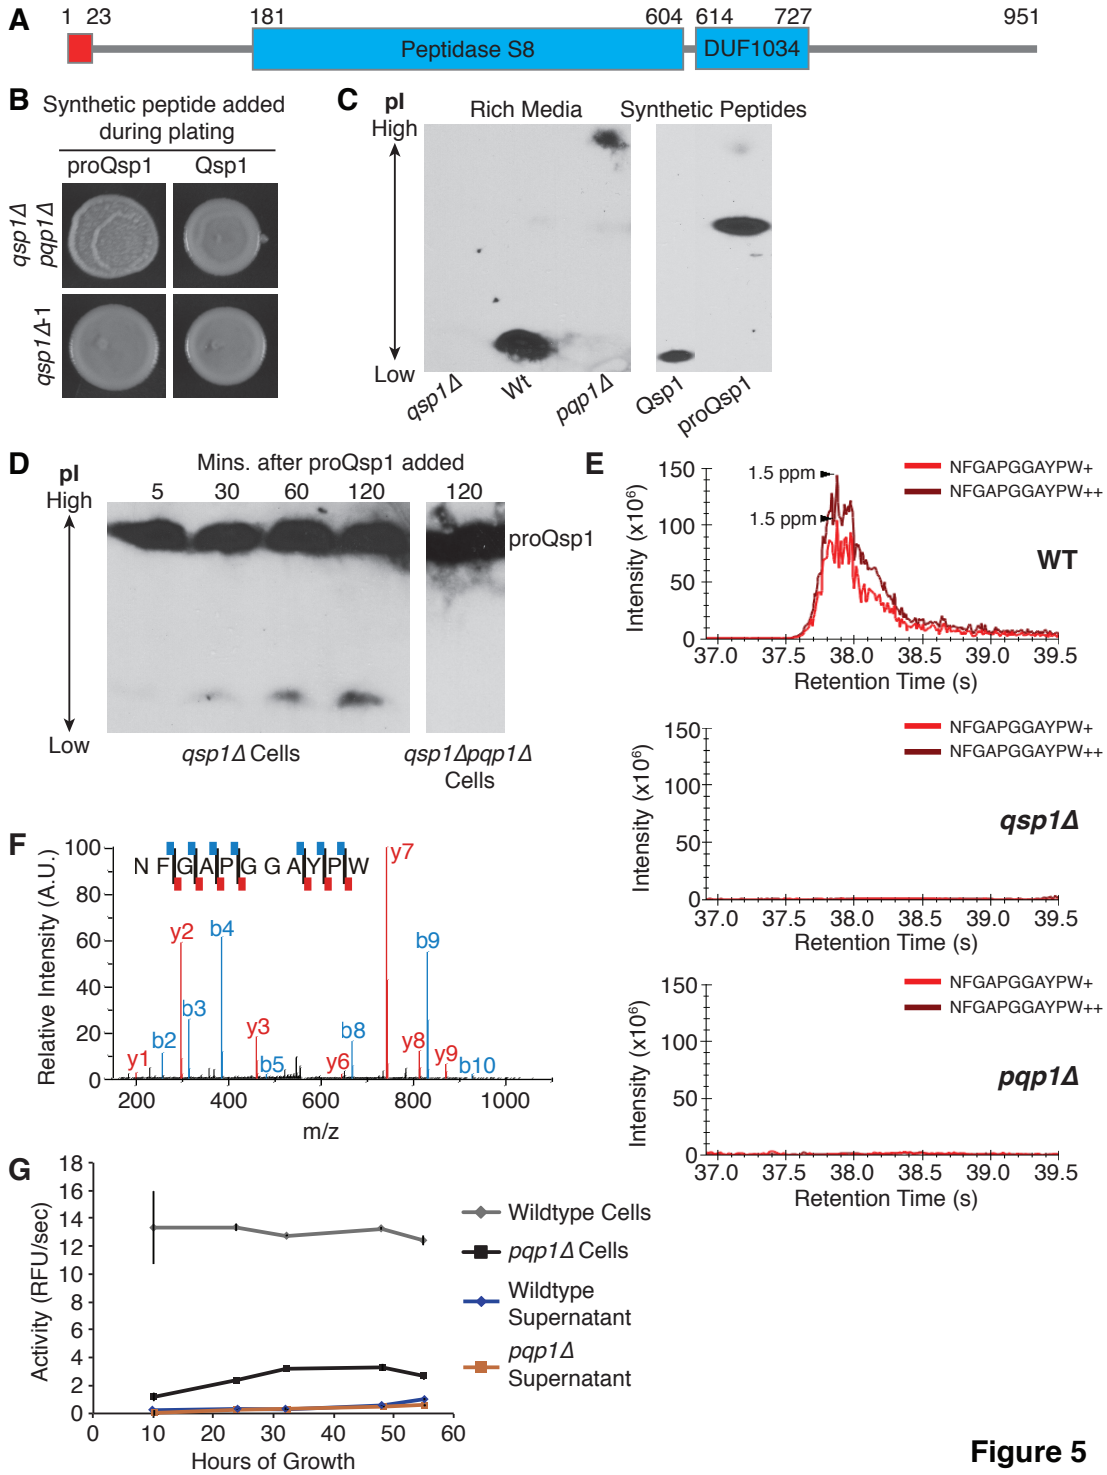 A
1 23 181 604 614 727 951
Peptidase S8 DUF1034
B
Synthetic peptide added
during plating
proQsp1 Qsp1
qsp1Δ
pqp1Δ
qsp1Δ-1
C
pI
High
Low
Rich Media Synthetic Peptides
qsp1Δ Wt pqp1Δ Qsp1 proQsp1
D
pI
High
Low
Mins. after proQsp1 added
5 30 60 120 120
proQsp1
qsp1Δ Cells qsp1Δpqp1Δ
Cells
E
150
100
50
0
Intensity (x10⁶)
1.5 ppm
1.5 ppm
NFGAPGGAYPW+
NFGAPGGAYPW++
WT
37.0 37.5 38.0 38.5 39.0 39.5
Retention Time (s)
150
100
50
0
Intensity (x10⁶)
NFGAPGGAYPW+
NFGAPGGAYPW++
qsp1Δ
37.0 37.5 38.0 38.5 39.0 39.5
Retention Time (s)
150
100
50
0
Intensity (x10⁶)
NFGAPGGAYPW+
NFGAPGGAYPW++
pqp1Δ
37.0 37.5 38.0 38.5 39.0 39.5
Retention Time (s)
F
100
80
60
40
20
0
Relative Intensity (A.U.)
N F G A P G G A Y P W
y7
y2 b4 b9
b3
b2 y3 b8
y1 b5 y6 y8 y9 b10
200 400 600 800 1000
m/z
G
18
16
14
12
10
8
6
4
2
0
Activity (RFU/sec)
0 10 20 30 40 50 60
Hours of Growth
Wildtype Cells
pqp1Δ Cells
Wildtype
Supernatant
pqp1Δ
Supernatant
Figure 5